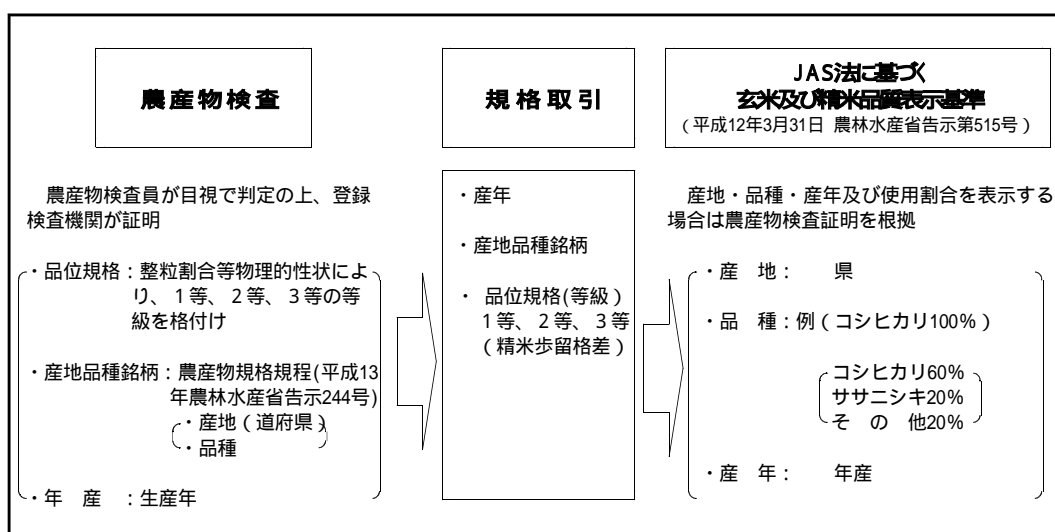 農産物検査
規格取引
JAS法に基づく
玄米及び精米品質表示基準
(平成12年3月31日 農林水産省告示第515号)
農産物検査員が目視で判定の上、登録
検査機関が証明
・品位規格：整粒割合等物理的性状によ
り、1等、2等、3等の等
級を格付け
・産地品種銘柄：農産物規格規程(平成13
年農林水産省告示244号)
・産地(道府県)
・品種
・年　産　：生産年
・産年
・産地品種銘柄
・ 品位規格(等級)
1等、2等、3等
(精米歩留格差)
産地・品種・産年及び使用割合を表示する
場合は農産物検査証明を根拠
・産　地：　　県
・品　種：例(コシヒカリ100%)
コシヒカリ60%
ササニシキ20%
そ　の　他20%
・産　年：　　年産